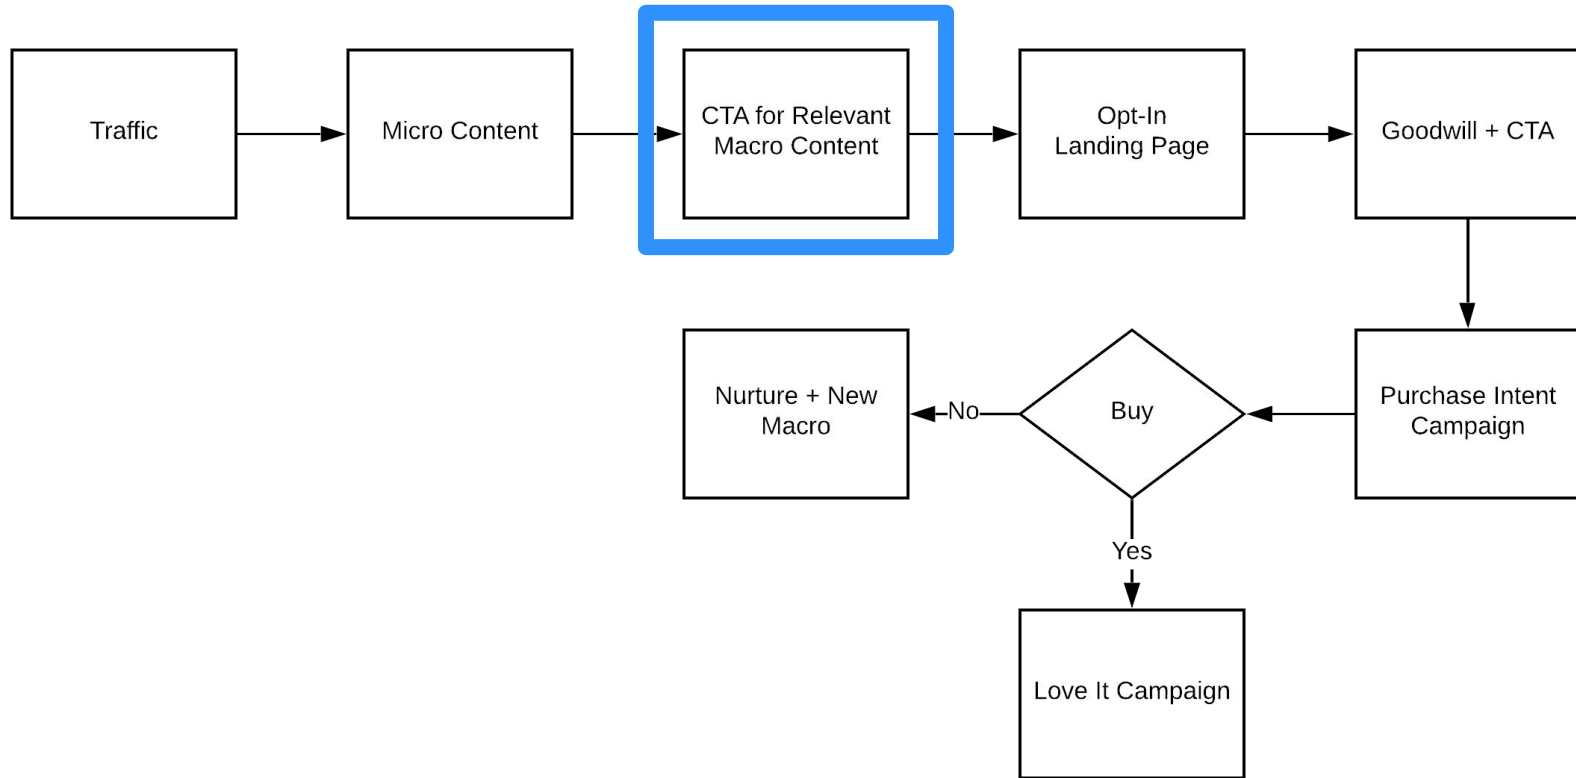 Traffic
Micro Content
CTA for Relevant
Macro Content
Opt-In
Landing Page
Goodwill + CTA
Nurture + New
Macro
No
Buy
Purchase Intent
Campaign
Yes
Love It Campaign